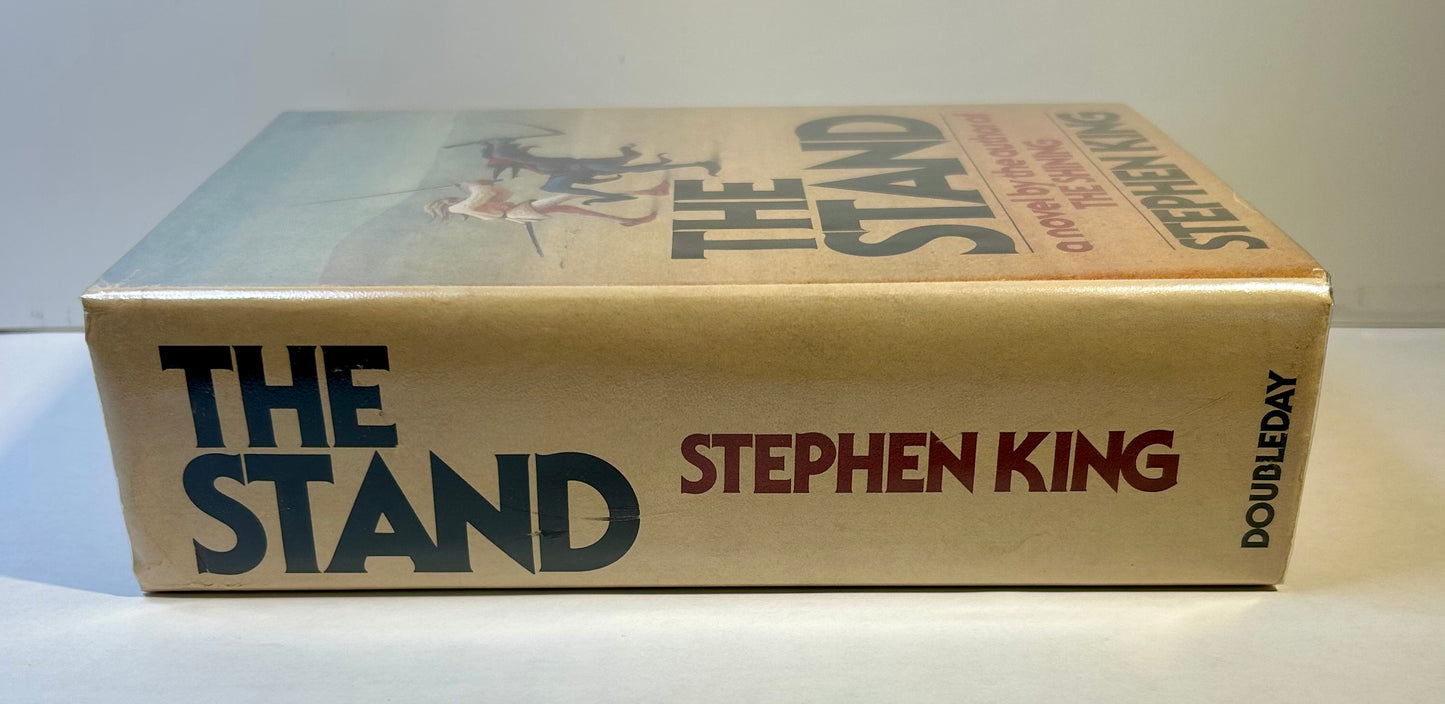 THE
STAND
a novel by the author of
THE SHINING
STEPHEN KING
THE
STAND
STEPHEN KING
DOUBLEDAY